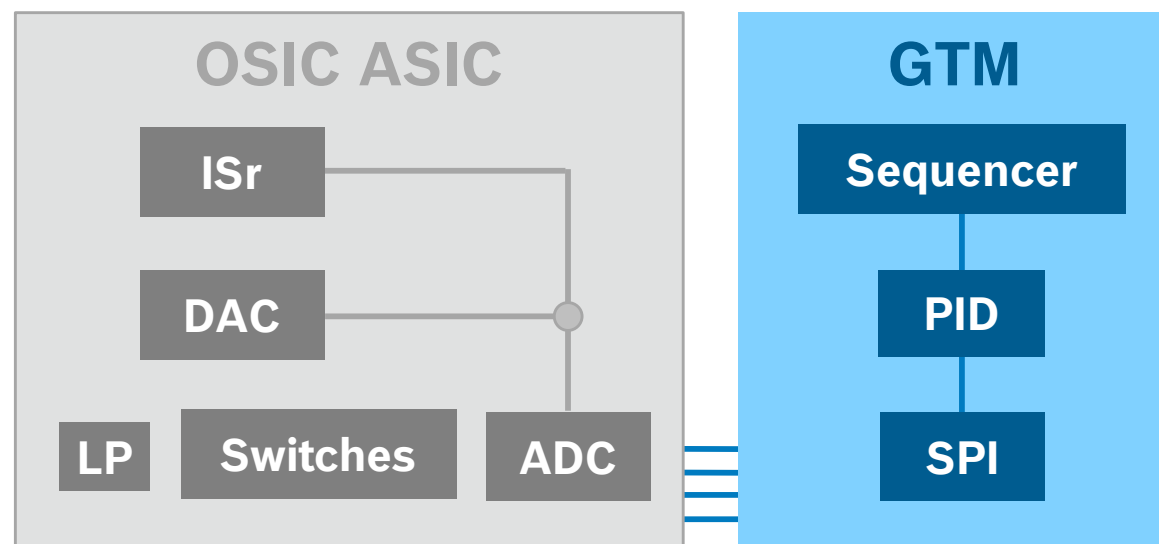 OSIC ASIC
ISr
DAC
LP
Switches
ADC
GTM
Sequencer
PID
SPI